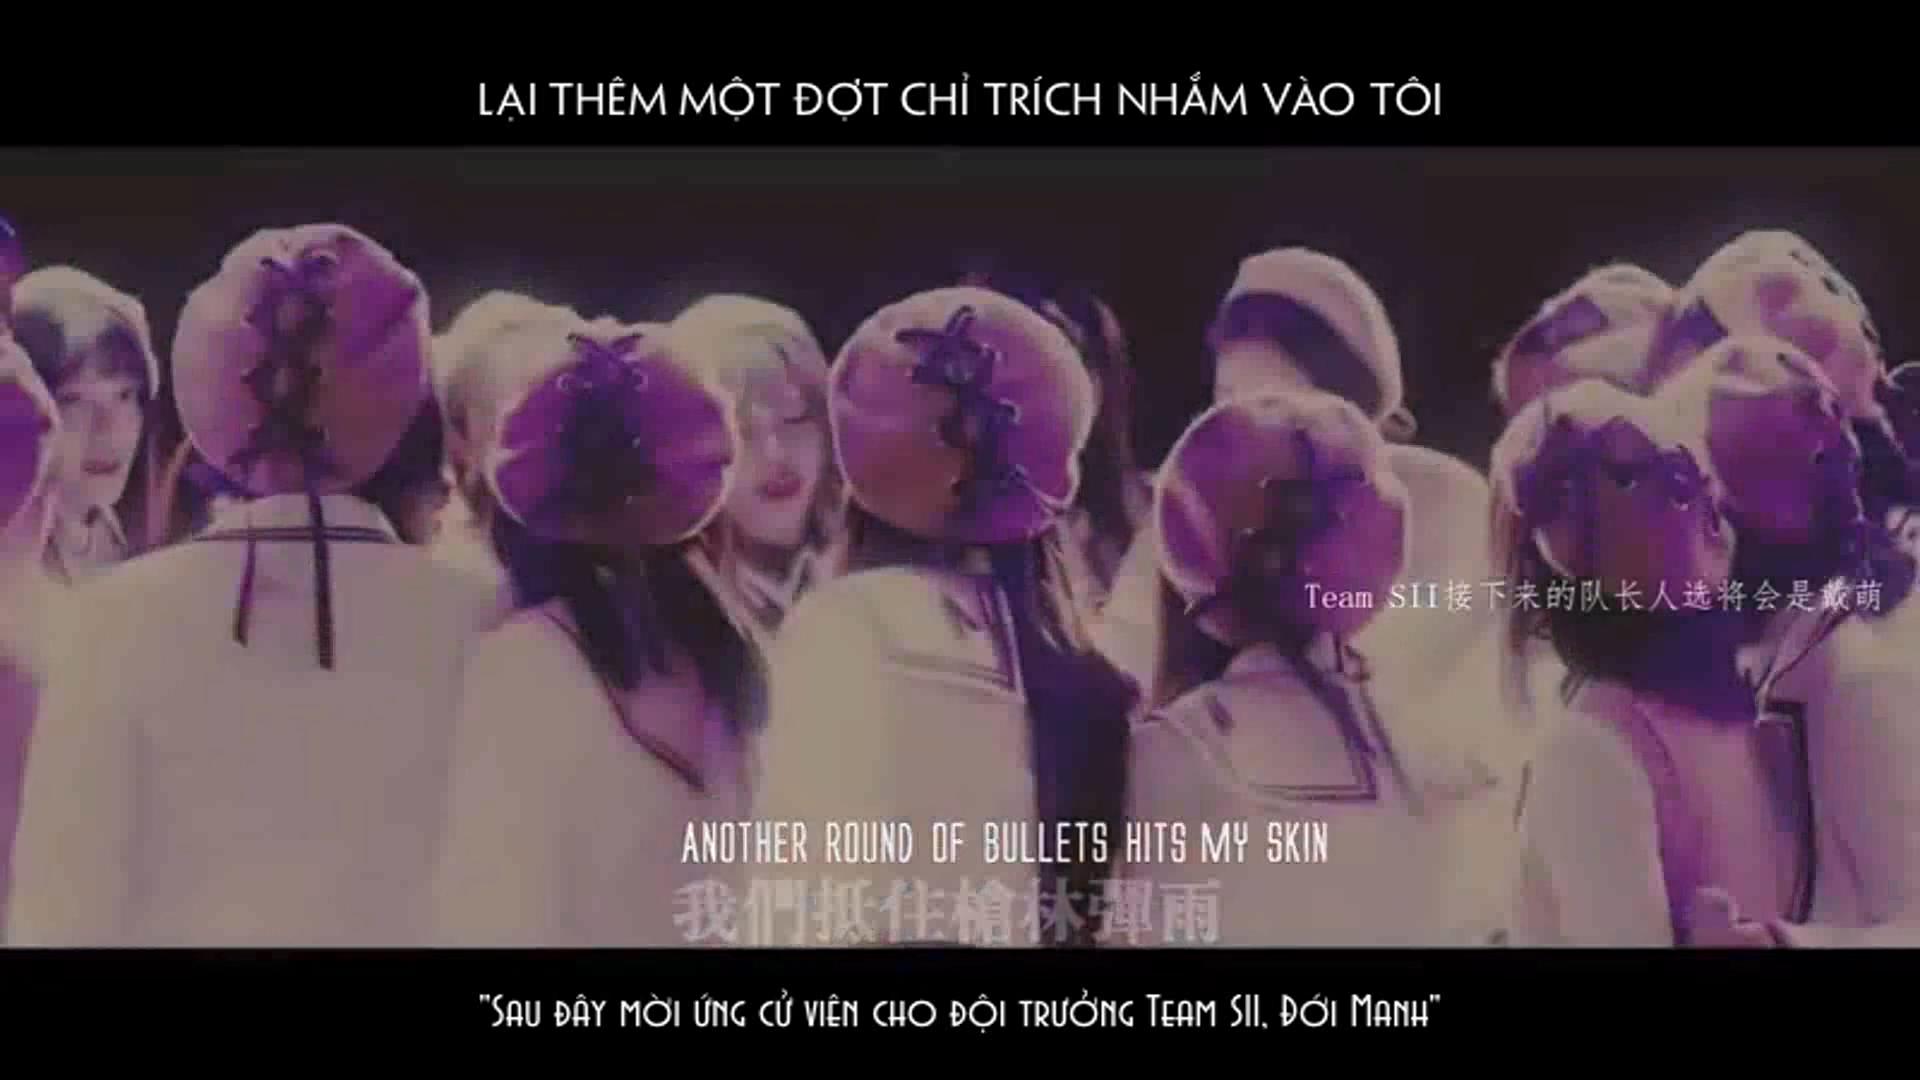 LẠI THÊM MỘT ĐỢT CHỈ TRÍCH NHẮM VÀO TÔI
Team SII接下来的队长人选将会是戴萌
ANOTHER ROUND OF BULLETS HITS MY SKIN
我們抵住槍林彈雨
"SAU ĐÂY MỜI ỨNG CỬ VIÊN CHO ĐỘI TRƯỞNG TEAM SII, ĐỚI MANH"